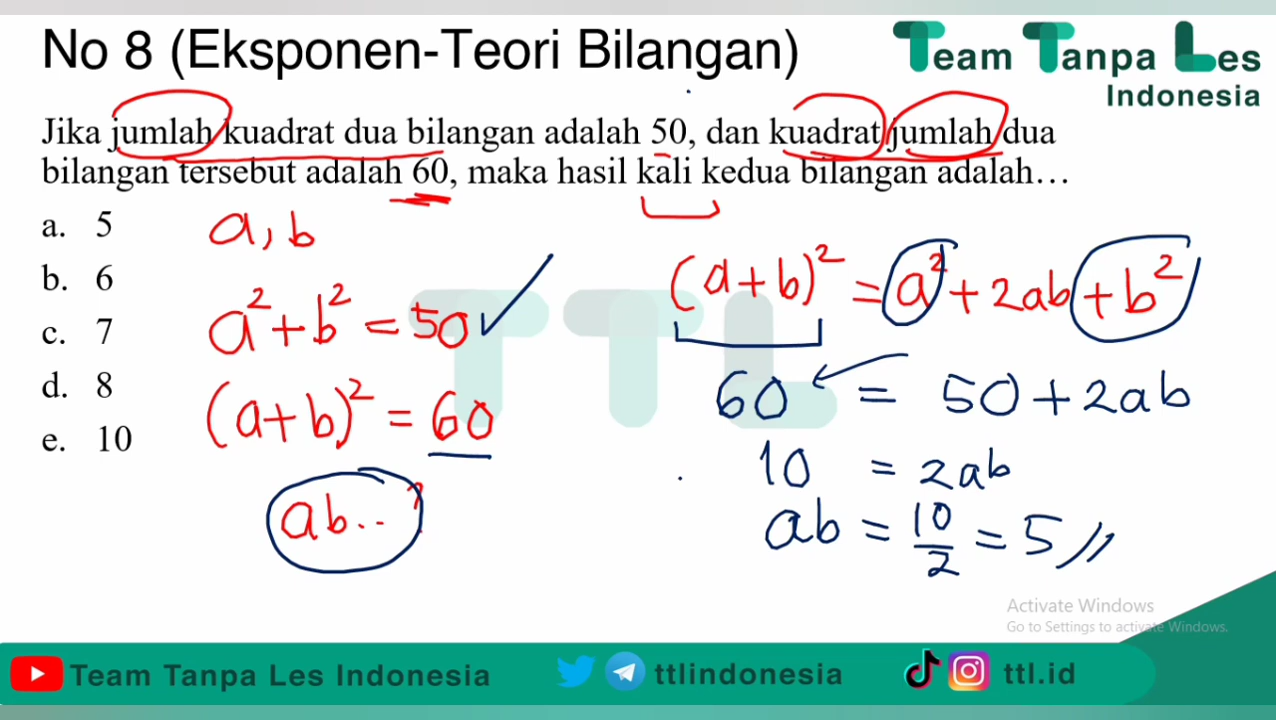 No 8 (Eksponen-Teori Bilangan)
Team Tanpa Les
Indonesia
Jika jumlah kuadrat dua bilangan adalah 50, dan kuadrat jumlah dua
bilangan tersebut adalah 60, maka hasil kali kedua bilangan adalah...
a. 5
b. 6
c. 7
d. 8
e. 10
a, b
a² + b² = 50
(a+b)² = 60
ab.. ?
(a+b)² = a² + 2ab + b²
60 = 50 + 2ab
10 = 2ab
ab = 10/2 = 5
TTL
Activate Windows
Go to Settings to activate Windows.
Team Tanpa Les Indonesia
ttlindonesia
ttl.id